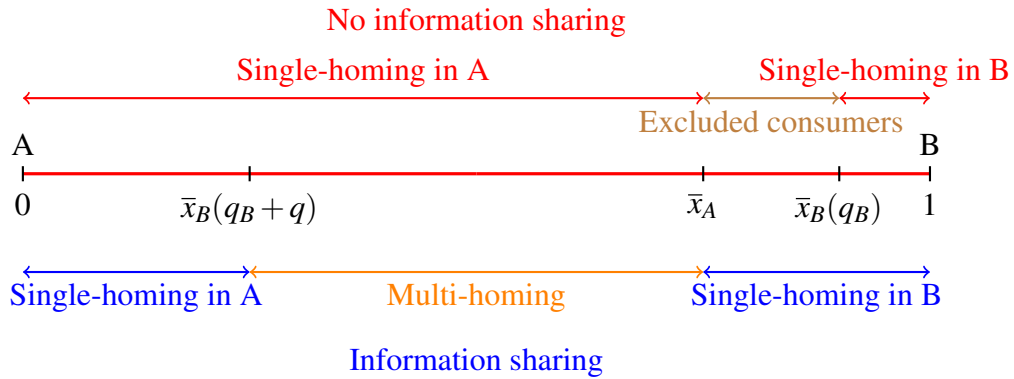 No information sharing
Single-homing in A Single-homing in B
Excluded consumers
A B
0 x̄_B(q_B + q) x̄_A x̄_B(q_B) 1
Single-homing in A Multi-homing Single-homing in B
Information sharing